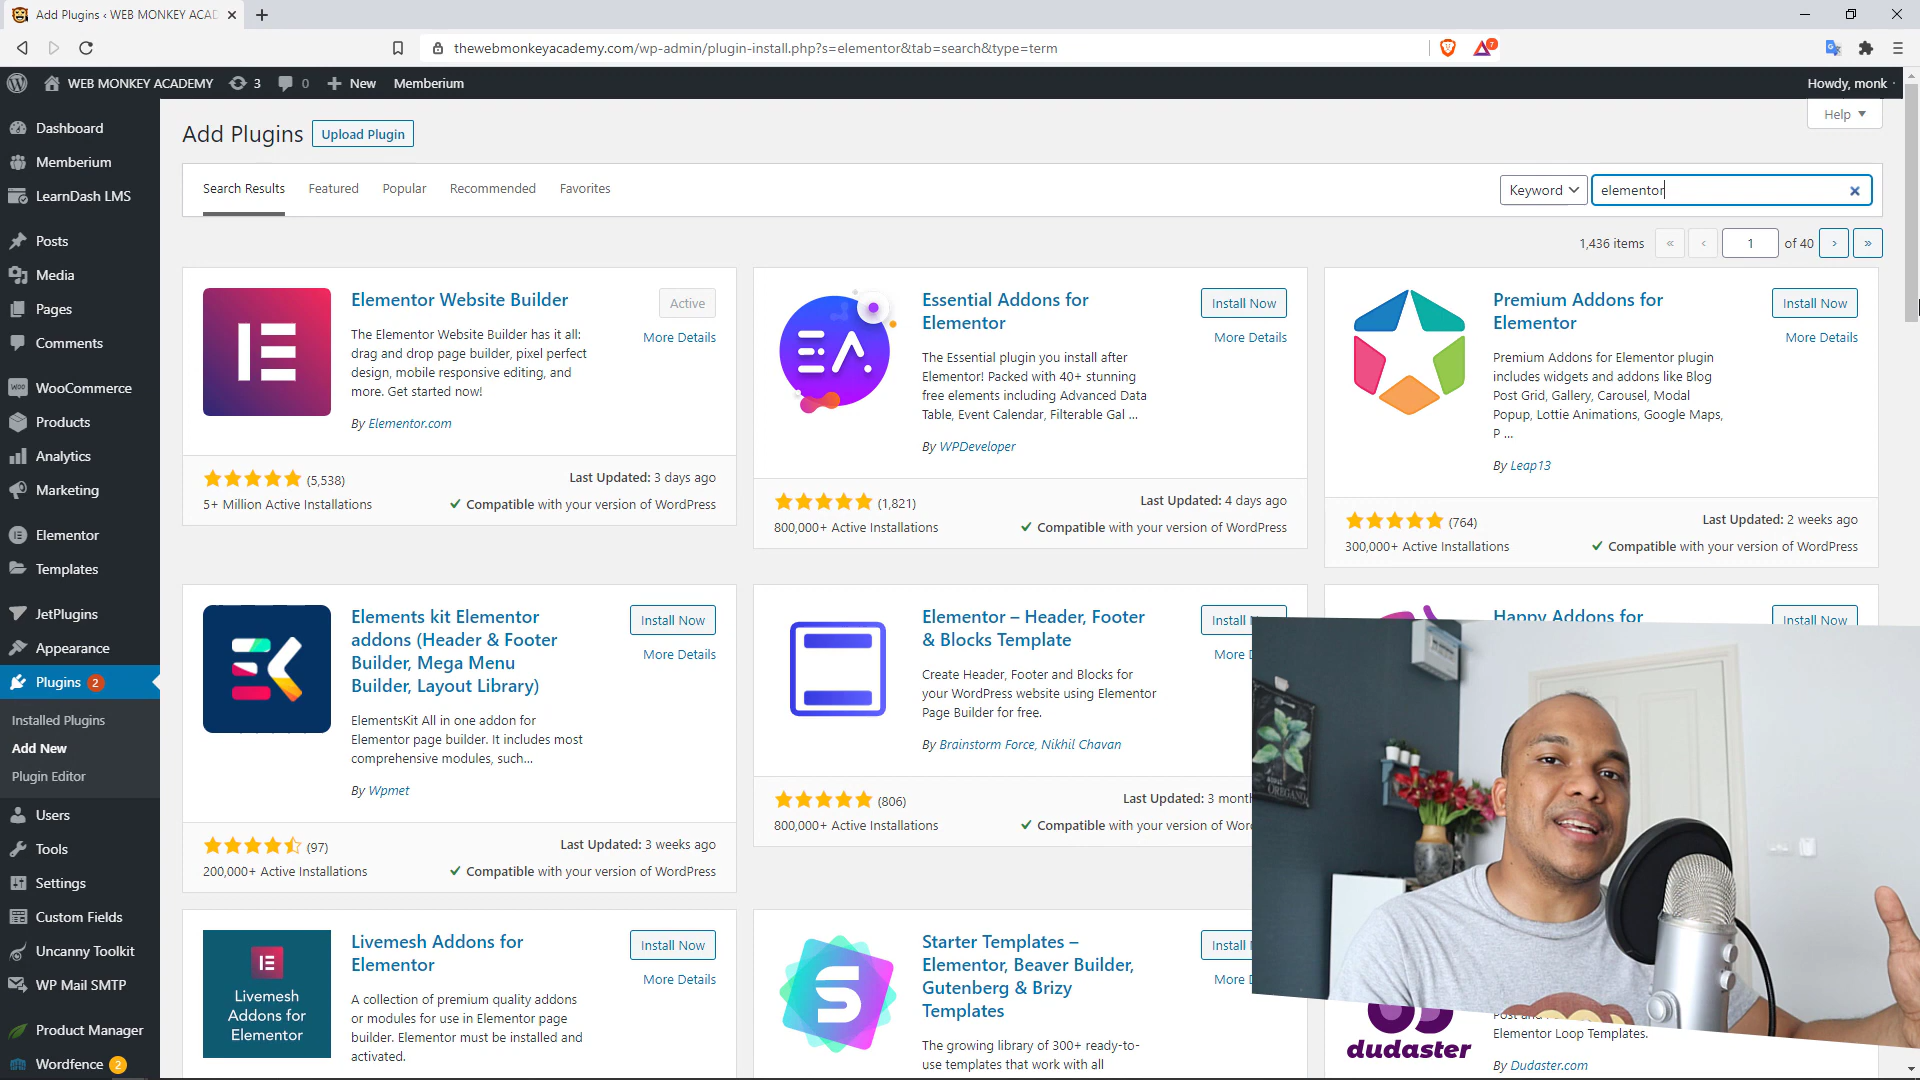 Add Plugins ‹ WEB MONKEY ACAD
thewebmonkeyacademy.com/wp-admin/plugin-install.php?s=elementor&tab=search&type=term
7
WEB MONKEY ACADEMY
3
0
New
Memberium
Howdy, monk
Dashboard
Memberium
LearnDash LMS
Posts
Media
Pages
Comments
WooCommerce
Products
Analytics
Marketing
Elementor
Templates
JetPlugins
Appearance
Plugins 2
Installed Plugins
Add New
Plugin Editor
Users
Tools
Settings
Custom Fields
Uncanny Toolkit
WP Mail SMTP
Product Manager
Wordfence 2
Add Plugins
Upload Plugin
Help
Search Results
Featured
Popular
Recommended
Favorites
Keyword
elementor
1,436 items
«
‹
1
of 40
›
»
Elementor Website Builder
Active
More Details
The Elementor Website Builder has it all:
drag and drop page builder, pixel perfect
design, mobile responsive editing, and
more. Get started now!
By Elementor.com
(5,538)
Last Updated: 3 days ago
5+ Million Active Installations
Compatible with your version of WordPress
Essential Addons for
Elementor
Install Now
More Details
The Essential plugin you install after
Elementor! Packed with 40+ stunning
free elements including Advanced Data
Table, Event Calendar, Filterable Gal ...
By WPDeveloper
(1,821)
Last Updated: 4 days ago
800,000+ Active Installations
Compatible with your version of WordPress
Premium Addons for
Elementor
Install Now
More Details
Premium Addons for Elementor plugin
includes widgets and addons like Blog
Post Grid, Gallery, Carousel, Modal
Popup, Lottie Animations, Google Maps,
P ...
By Leap13
(764)
Last Updated: 2 weeks ago
300,000+ Active Installations
Compatible with your version of WordPress
Elements kit Elementor
addons (Header & Footer
Builder, Mega Menu
Builder, Layout Library)
Install Now
More Details
ElementsKit All in one addon for
Elementor page builder. It includes most
comprehensive modules, such...
By Wpmet
(97)
Last Updated: 3 weeks ago
200,000+ Active Installations
Compatible with your version of WordPress
Elementor – Header, Footer
& Blocks Template
Install
More
Create Header, Footer and Blocks for
your WordPress website using Elementor
Page Builder for free.
By Brainstorm Force, Nikhil Chavan
(806)
Last Updated: 3 month
800,000+ Active Installations
Compatible with your version of Wor
Happy Addons for
Install Now
OREGANO
Livemesh
Addons for
Elementor
Livemesh Addons for
Elementor
Install Now
More Details
A collection of premium quality addons
or modules for use in Elementor page
builder. Elementor must be installed and
activated.
Starter Templates –
Elementor, Beaver Builder,
Gutenberg & Brizy
Templates
Install
More
The growing library of 300+ ready-to-
use templates that work with all
dudaster
Elementor Loop Templates.
By Dudaster.com